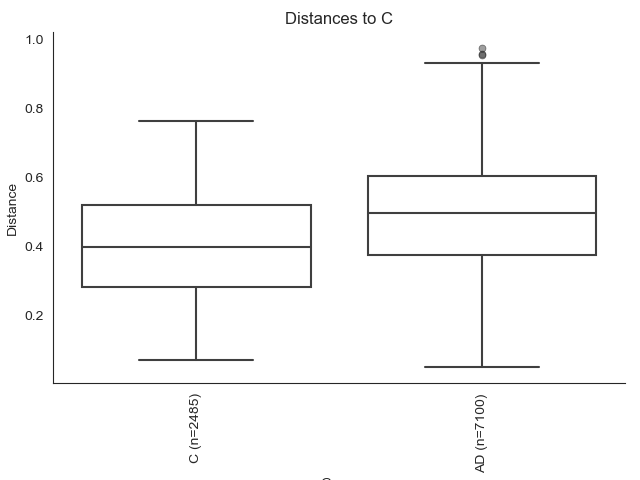 Distances to C
Distance
1.0
0.8
0.6
0.4
0.2
C (n=2485)
AD (n=7100)